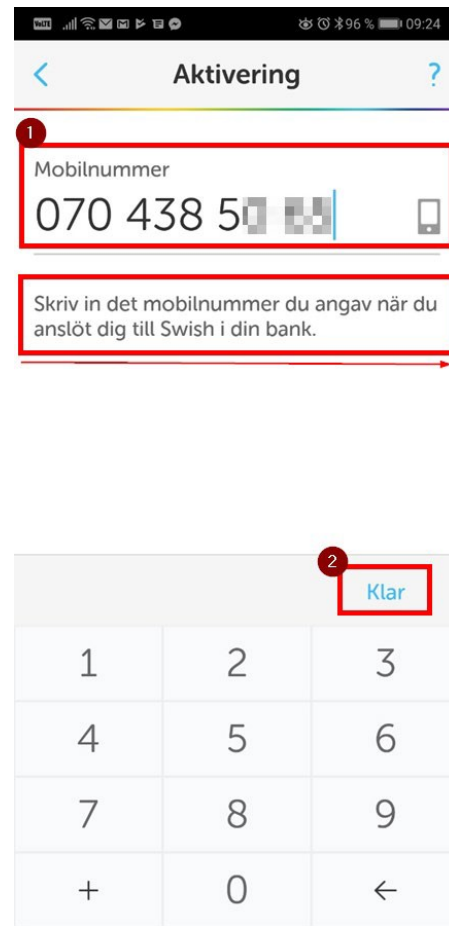 VoLTE 96 % 09:24
Aktivering ?
1
Mobilnummer
070 438 5
Skriv in det mobilnummer du angav när du
anslöt dig till Swish i din bank.
2
Klar
1 2 3
4 5 6
7 8 9
+ 0 ←